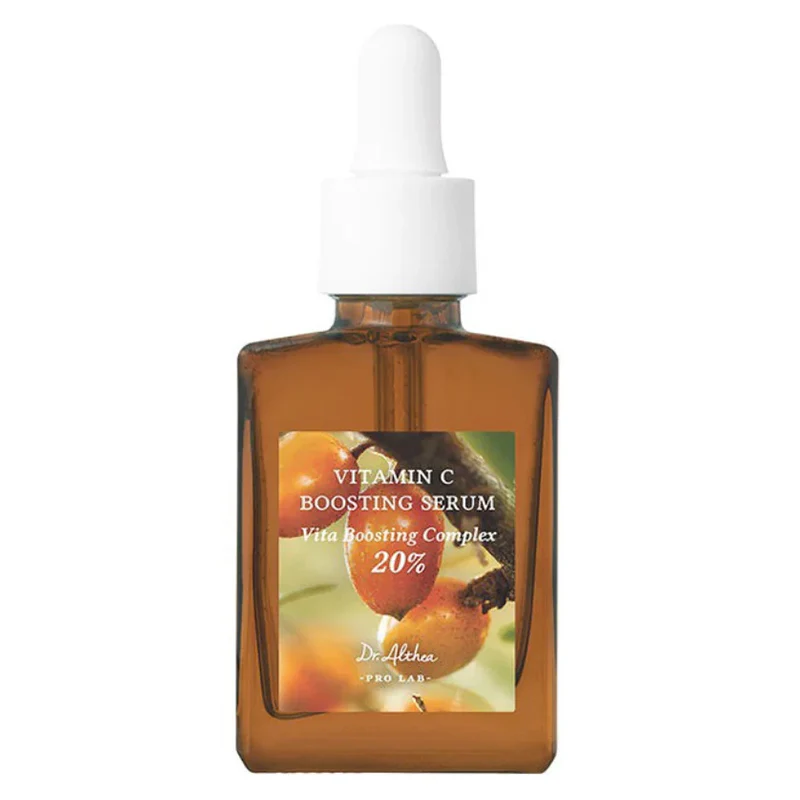 VITAMIN C
BOOSTING SERUM
Vita Boosting Complex
20%
Dr. Althea
-PRO LAB-